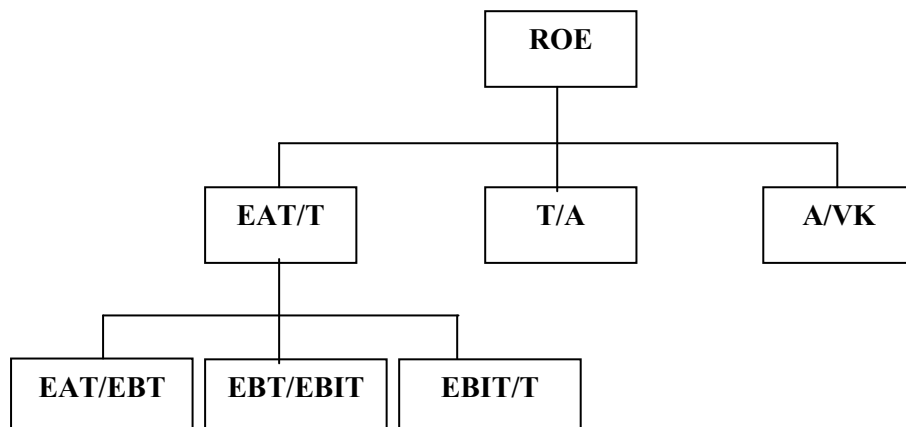 ROE
EAT/T
T/A
A/VK
EAT/EBT
EBT/EBIT
EBIT/T